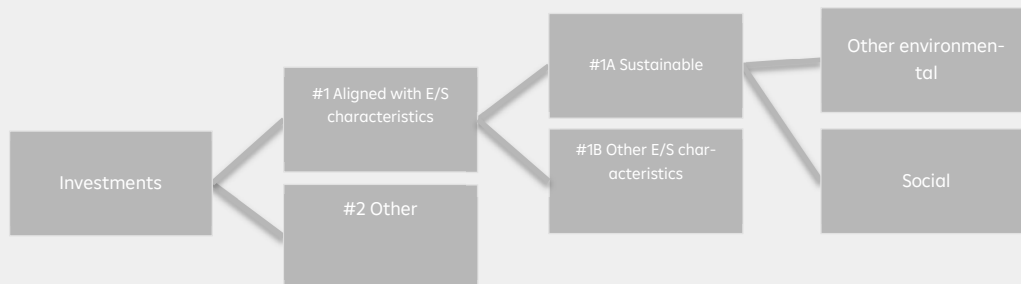 Investments
#1 Aligned with E/S
characteristics
#2 Other
#1A Sustainable
#1B Other E/S char-
acteristics
Other environmen-
tal
Social